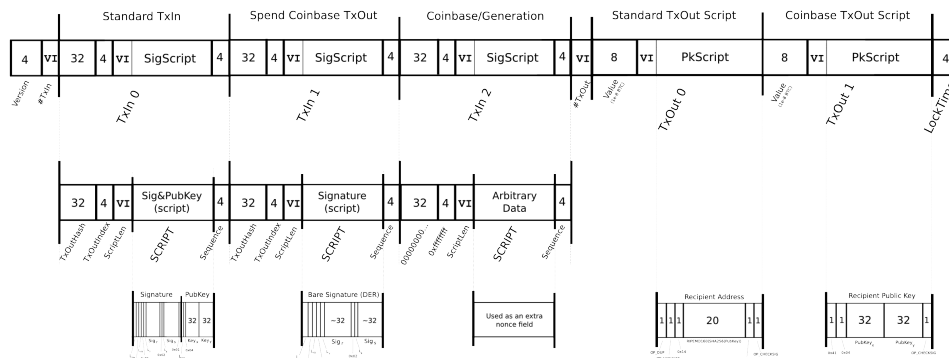 Standard TxIn Spend Coinbase TxOut Coinbase/Generation Standard TxOut Script Coinbase TxOut Script
4 VI 32 4 VI SigScript 4 32 4 VI SigScript 4 32 4 VI SigScript 4 VI 8 VI PkScript 8 VI PkScript 4
Version #TxIn #TxOut Value Value LockTime
TxIn 0 TxIn 1 TxIn 2 TxOut 0 TxOut 1
32 4 VI Sig&PubKey 4 32 4 VI Signature 4 32 4 VI Arbitrary 4
(script) (script) Data
TxOutHash TxOutIndex ScriptLen SCRIPT Sequence TxOutHash TxOutIndex ScriptLen SCRIPT Sequence 00000000... 0xffffffff ScriptLen SCRIPT Sequence
Signature PubKey Bare Signature (DER) Recipient Address Recipient Public Key
32 32 ~32 ~32 Used as an extra 1 1 1 20 1 1 1 1 32 32 1
nonce field